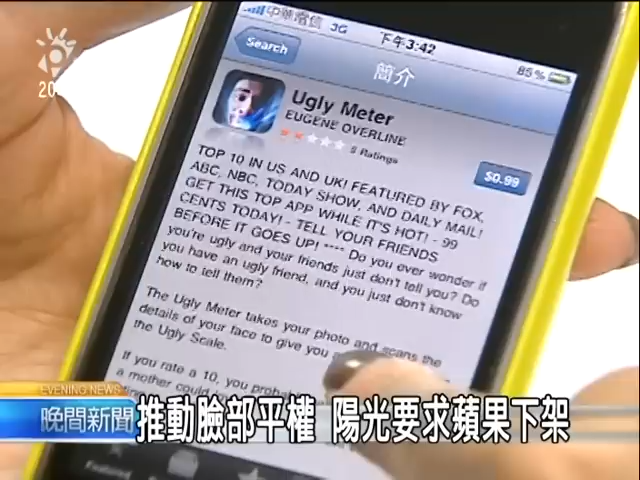 中華電信 3G
下午3:42
85%
Search
簡介
Ugly Meter
EUGENE OVERLINE
5 Ratings
$0.99
TOP 10 IN US AND UK! FEATURED BY FOX,
ABC, NBC, TODAY SHOW, AND DAILY MAIL!
GET THIS TOP APP WHILE IT'S HOT! - 99
CENTS TODAY! - TELL YOUR FRIENDS
BEFORE IT GOES UP! **** Do you ever wonder if
you're ugly and your friends just don't tell you? Do
you have an ugly friend, and you just don't know
how to tell them?
The Ugly Meter takes your photo and scans the
details of your face to give you a
the Ugly Scale.
If you rate a 10, you
a mother could
20
EVENING NEWS
晚間新聞
推動臉部平權 陽光要求蘋果下架
Featured